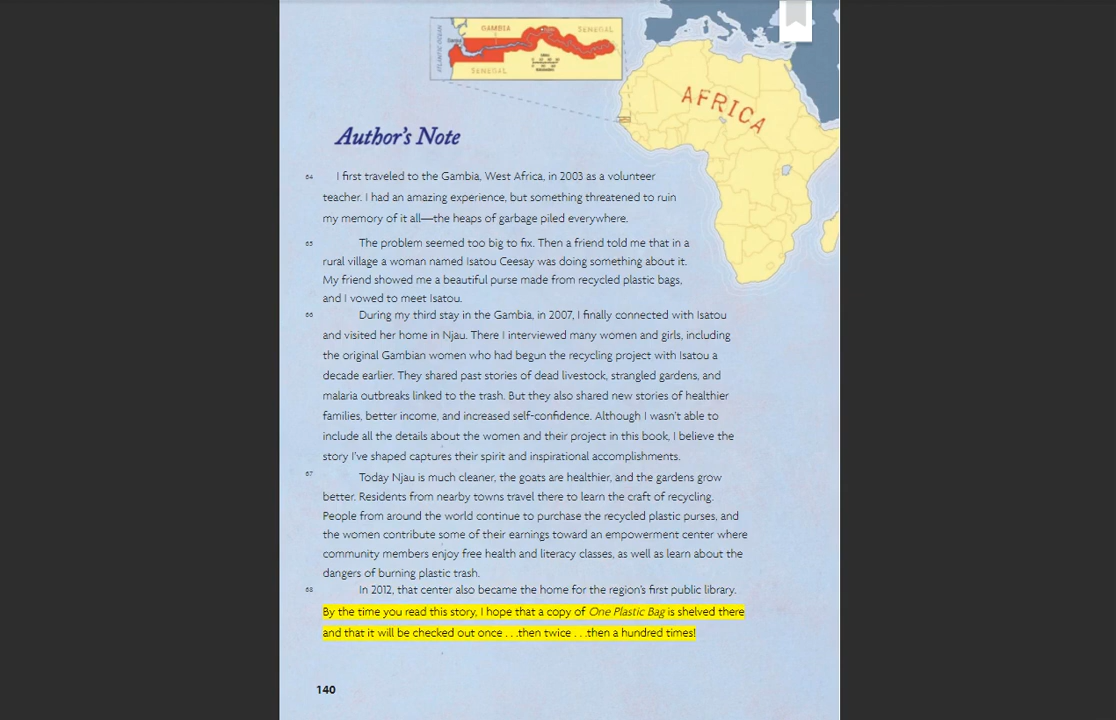 GAMBIA
SENEGAL
ATLANTIC OCEAN
SENEGAL
AFRICA
Author's Note
64 I first traveled to the Gambia, West Africa, in 2003 as a volunteer
teacher. I had an amazing experience, but something threatened to ruin
my memory of it all—the heaps of garbage piled everywhere.
65 The problem seemed too big to fix. Then a friend told me that in a
rural village a woman named Isatou Ceesay was doing something about it.
My friend showed me a beautiful purse made from recycled plastic bags,
and I vowed to meet Isatou.
66 During my third stay in the Gambia, in 2007, I finally connected with Isatou
and visited her home in Njau. There I interviewed many women and girls, including
the original Gambian women who had begun the recycling project with Isatou a
decade earlier. They shared past stories of dead livestock, strangled gardens, and
malaria outbreaks linked to the trash. But they also shared new stories of healthier
families, better income, and increased self-confidence. Although I wasn't able to
include all the details about the women and their project in this book, I believe the
story I've shaped captures their spirit and inspirational accomplishments.
67 Today Njau is much cleaner, the goats are healthier, and the gardens grow
better. Residents from nearby towns travel there to learn the craft of recycling.
People from around the world continue to purchase the recycled plastic purses, and
the women contribute some of their earnings toward an empowerment center where
community members enjoy free health and literacy classes, as well as learn about the
dangers of burning plastic trash.
68 In 2012, that center also became the home for the region's first public library.
By the time you read this story, I hope that a copy of One Plastic Bag is shelved there
and that it will be checked out once . . .then twice . . .then a hundred times!
140